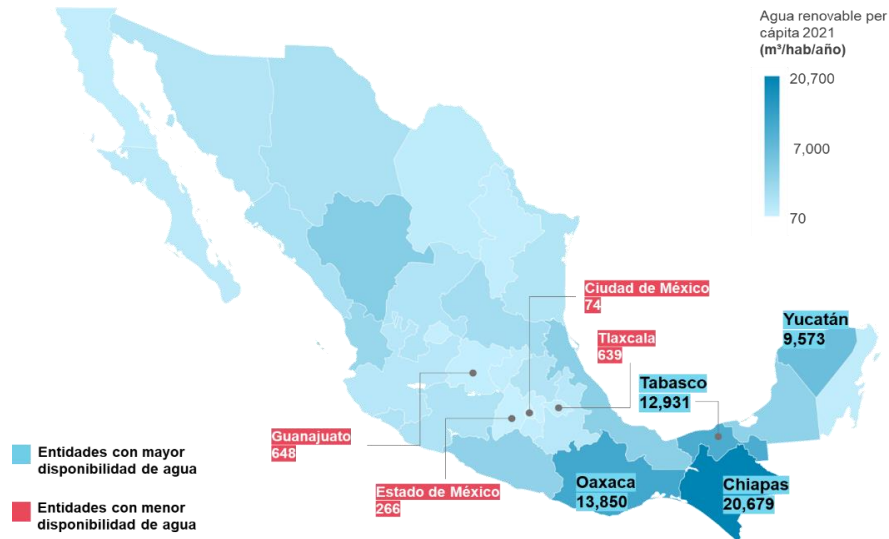 Agua renovable per
cápita 2021
(m³/hab/año)
20,700
7,000
70
Ciudad de México
74
Tlaxcala
639
Yucatán
9,573
Tabasco
12,931
Guanajuato
648
Estado de México
266
Oaxaca
13,850
Chiapas
20,679
Entidades con mayor
disponibilidad de agua
Entidades con menor
disponibilidad de agua